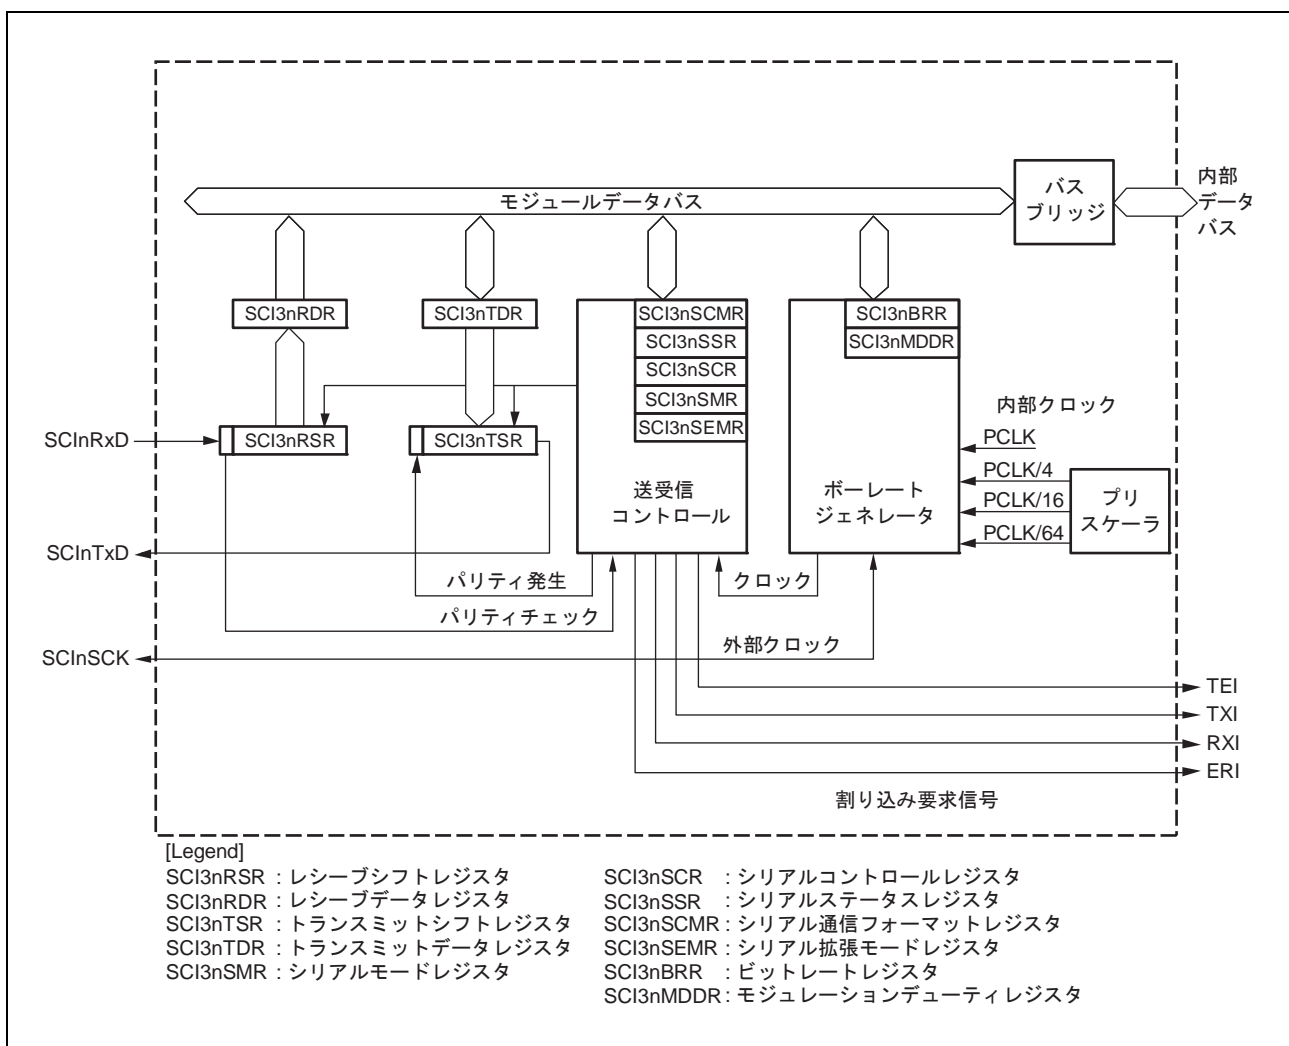 モジュールデータバス
バス
ブリッジ
内部
データ
バス
SCI3nRDR
SCI3nTDR
SCI3nSCMR
SCI3nSSR
SCI3nSCR
SCI3nSMR
SCI3nSEMR
SCI3nBRR
SCI3nMDDR
SCInRxD
SCI3nRSR
SCI3nTSR
送受信
コントロール
ボーレート
ジェネレータ
内部クロック
PCLK
PCLK/4
PCLK/16
PCLK/64
プリ
スケーラ
SCInTxD
パリティ発生
パリティチェック
クロック
外部クロック
SCInSCK
TEI
TXI
RXI
ERI
割り込み要求信号
[Legend]
SCI3nRSR : レシーブシフトレジスタ
SCI3nRDR : レシーブデータレジスタ
SCI3nTSR : トランスミットシフトレジスタ
SCI3nTDR : トランスミットデータレジスタ
SCI3nSMR : シリアルモードレジスタ
SCI3nSCR : シリアルコントロールレジスタ
SCI3nSSR : シリアルステータスレジスタ
SCI3nSCMR : シリアル通信フォーマットレジスタ
SCI3nSEMR : シリアル拡張モードレジスタ
SCI3nBRR : ビットレートレジスタ
SCI3nMDDR : モジュレーションデューティレジスタ